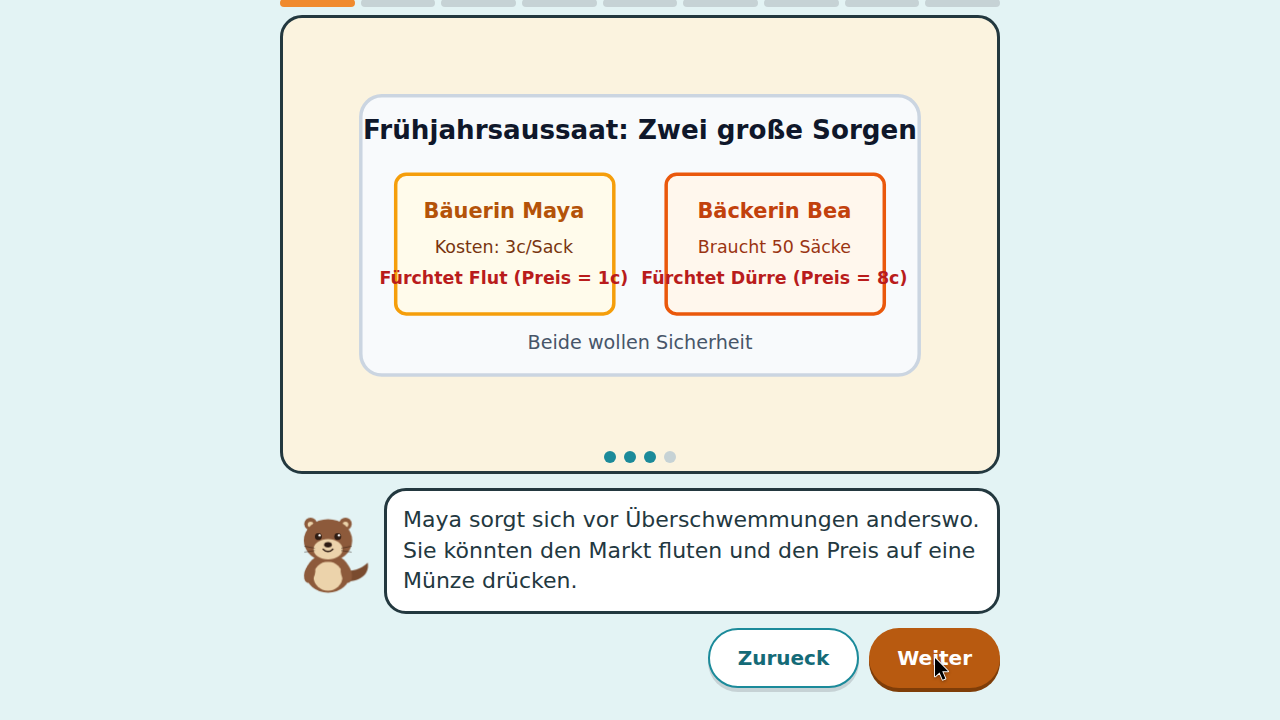 Frühjahrsaussaat: Zwei große Sorgen
Bäuerin Maya
Kosten: 3c/Sack
Fürchtet Flut (Preis = 1c)
Bäckerin Bea
Braucht 50 Säcke
Fürchtet Dürre (Preis = 8c)
Beide wollen Sicherheit
Maya sorgt sich vor Überschwemmungen anderswo.
Sie könnten den Markt fluten und den Preis auf eine
Münze drücken.
Zurueck
Weiter